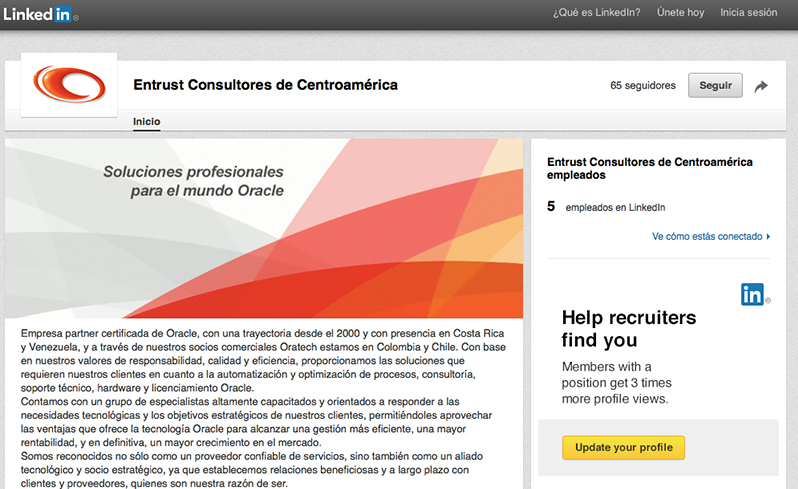 Linked in ®
¿Qué es LinkedIn? Únete hoy Inicia sesión
Entrust Consultores de Centroamérica
65 seguidores Seguir
Inicio
Soluciones profesionales
para el mundo Oracle
Empresa partner certificada de Oracle, con una trayectoria desde el 2000 y con presencia en Costa Rica
y Venezuela, y a través de nuestros socios comerciales Oratech estamos en Colombia y Chile. Con base
en nuestros valores de responsabilidad, calidad y eficiencia, proporcionamos las soluciones que
requieren nuestros clientes en cuanto a la automatización y optimización de procesos, consultoría,
soporte técnico, hardware y licenciamiento Oracle.
Contamos con un grupo de especialistas altamente capacitados y orientados a responder a las
necesidades tecnológicas y los objetivos estratégicos de nuestros clientes, permitiéndoles aprovechar
las ventajas que ofrece la tecnología Oracle para alcanzar una gestión más eficiente, una mayor
rentabilidad, y en definitiva, un mayor crecimiento en el mercado.
Somos reconocidos no sólo como un proveedor confiable de servicios, sino también como un aliado
tecnológico y socio estratégico, ya que establecemos relaciones beneficiosas y a largo plazo con
clientes y proveedores, quienes son nuestra razón de ser.
Entrust Consultores de Centroamérica
empleados
5 empleados en LinkedIn
Ve cómo estás conectado
in ®
Help recruiters
find you
Members with a
position get 3 times
more profile views.
Update your profile